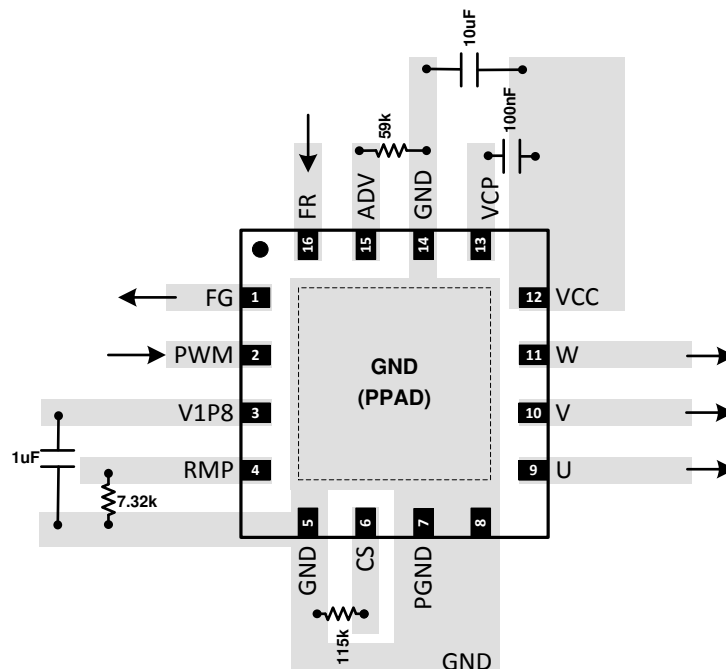 10uF
100nF
59k
FR
ADV
GND
VCP
16
15
14
13
FG
1
12
VCC
PWM
2
GND
(PPAD)
11
W
V1P8
3
10
V
1uF
RMP
4
9
U
7.32k
5
6
7
8
GND
CS
PGND
115k
GND